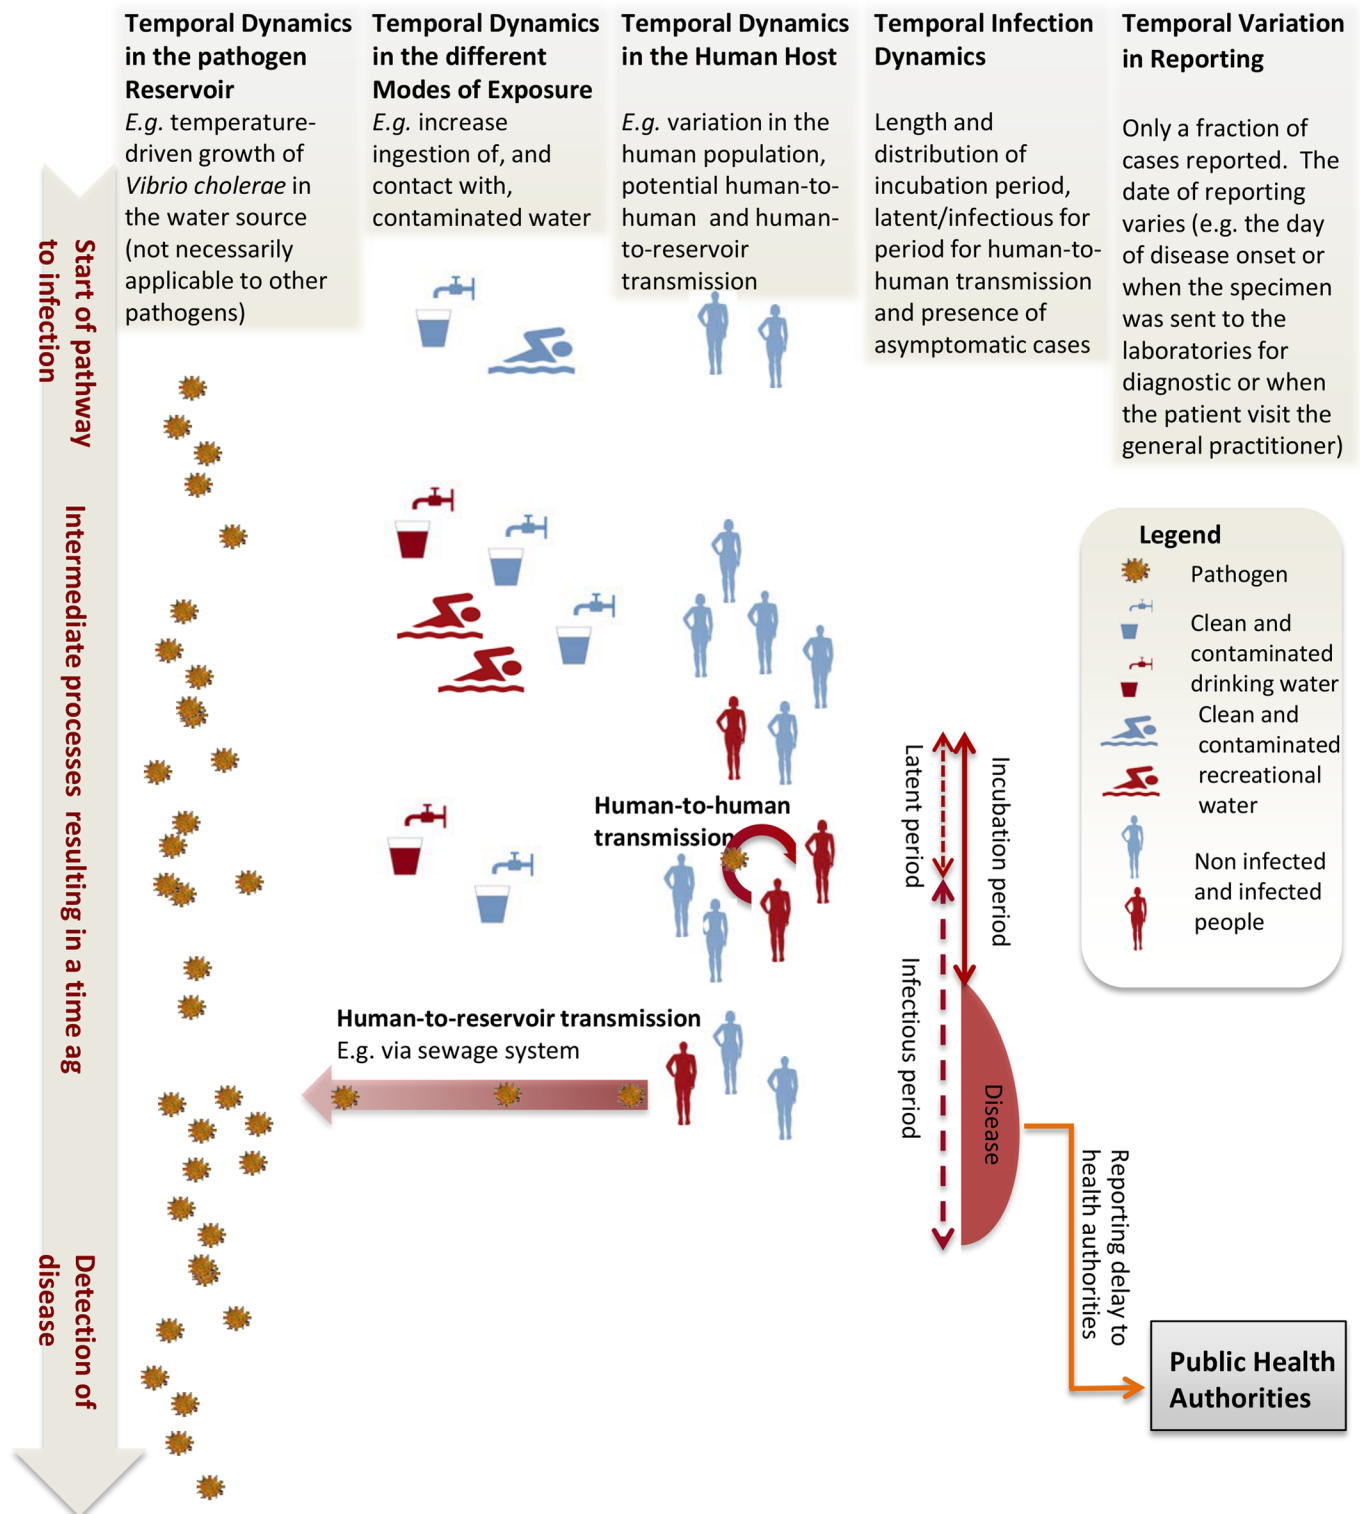 Temporal Dynamics
in the pathogen
Reservoir
E.g. temperature-
driven growth of
Vibrio cholerae in
the water source
(not necessarily
applicable to other
pathogens)
Temporal Dynamics
in the different
Modes of Exposure
E.g. increase
ingestion of, and
contact with,
contaminated water
Temporal Dynamics
in the Human Host
E.g. variation in the
human population,
potential human-to-
human and human-
to-reservoir
transmission
Temporal Infection
Dynamics
Length and
distribution of
incubation period,
latent/infectious for
period for human-to-
human transmission
and presence of
asymptomatic cases
Temporal Variation
in Reporting
Only a fraction of
cases reported. The
date of reporting
varies (e.g. the day
of disease onset or
when the specimen
was sent to the
laboratories for
diagnostic or when
the patient visit the
general practitioner)
Start of pathway
to infection
Intermediate processes resulting in a time ag
Detection of
disease
Human-to-human
transmission
Human-to-reservoir transmission
E.g. via sewage system
Latent period
Incubation period
Infectious period
Disease
Reporting delay to
health authorities
Public Health
Authorities
Legend
Pathogen
Clean and
contaminated
drinking water
Clean and
contaminated
recreational
water
Non infected
and infected
people